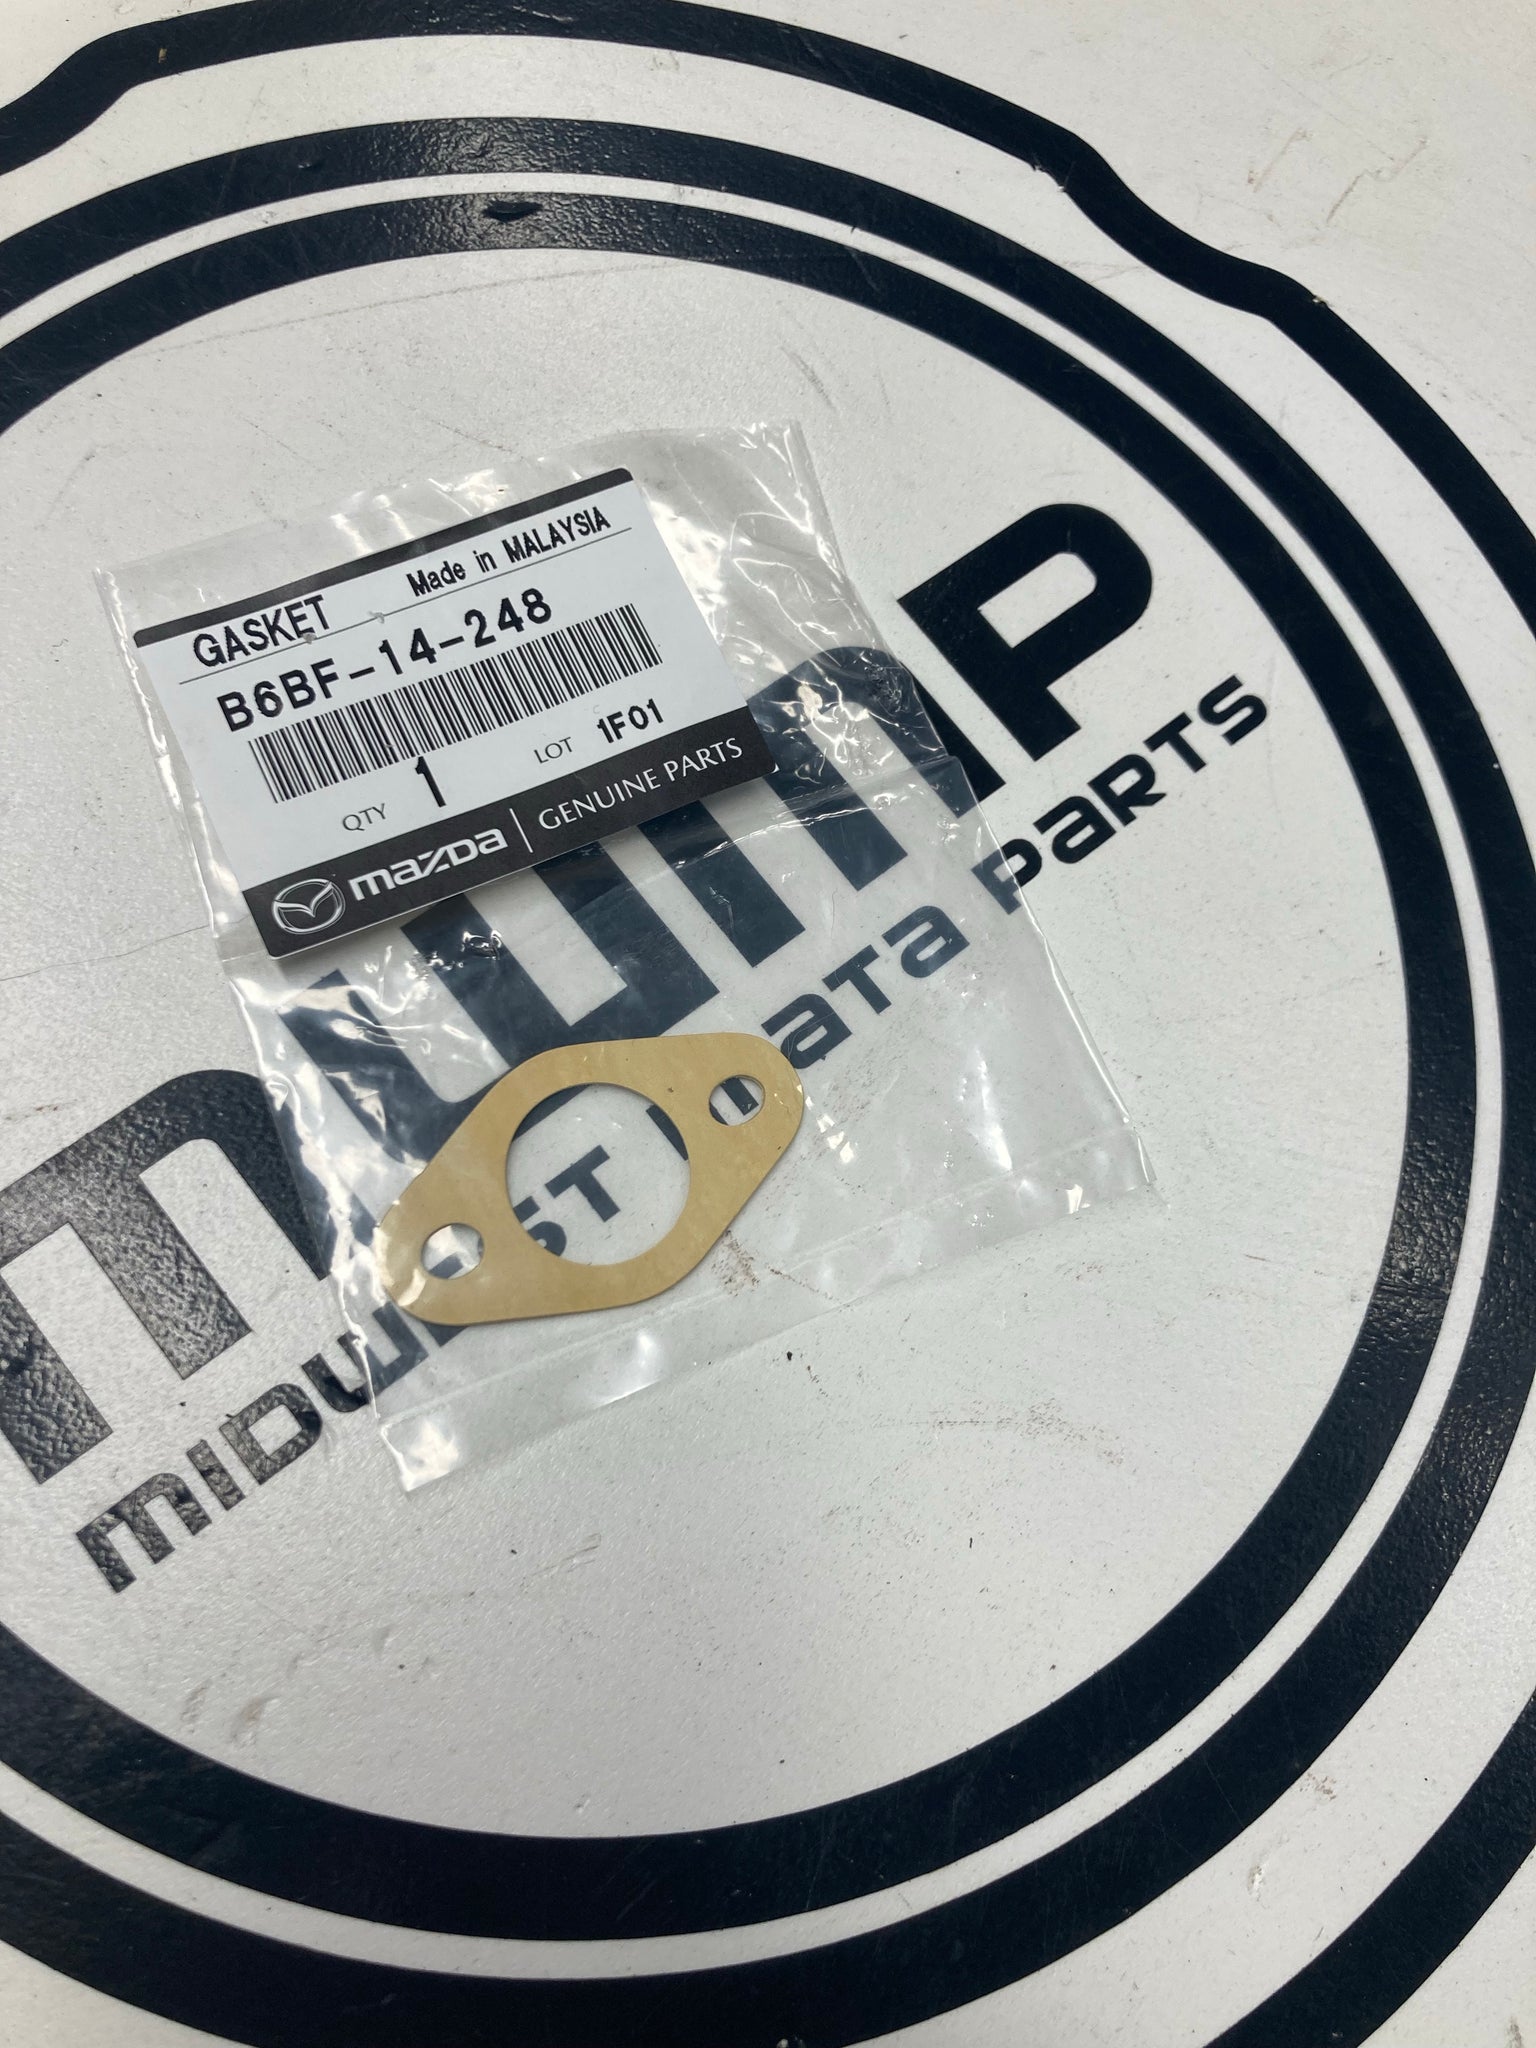 GASKET Made in MALAYSIA
B6BF-14-248
QTY 1 LOT 1F01
mazda | GENUINE PARTS
PARTS